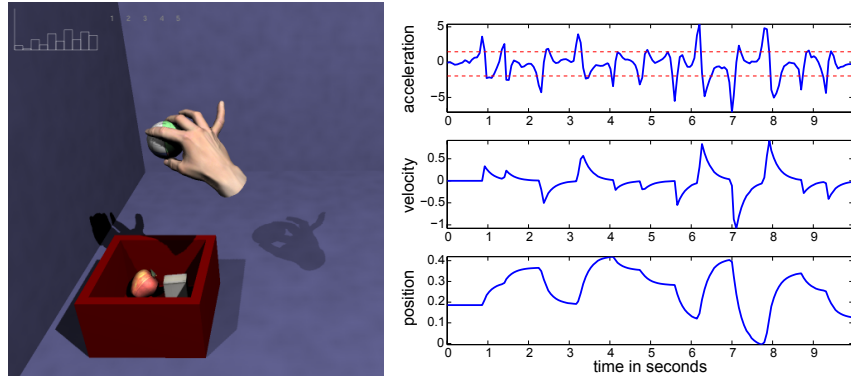 1 2 3 4 5
acceleration
5
0
−5
0 1 2 3 4 5 6 7 8 9
velocity
0.5
0
−0.5
−1
0 1 2 3 4 5 6 7 8 9
position
0.4
0.3
0.2
0.1
0
0 1 2 3 4 5 6 7 8 9
time in seconds